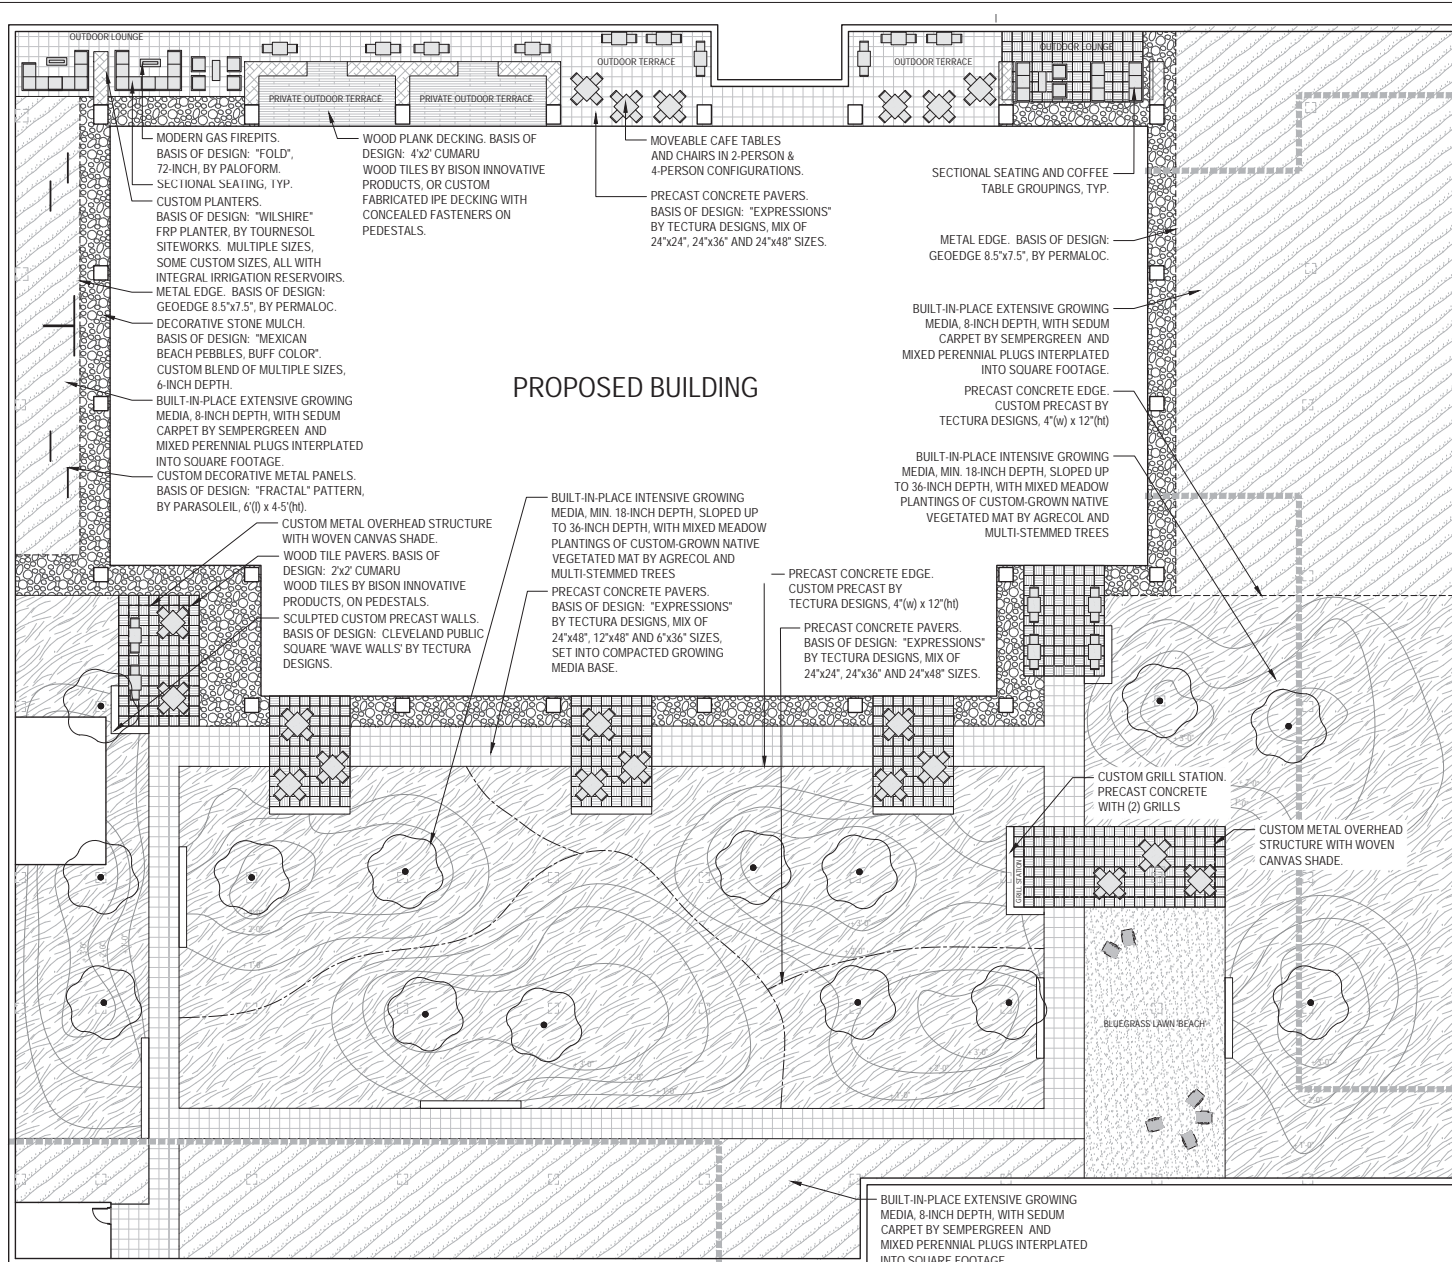 OUTDOOR LOUNGE
OUTDOOR TERRACE
OUTDOOR TERRACE
OUTDOOR LOUNGE
PRIVATE OUTDOOR TERRACE
PRIVATE OUTDOOR TERRACE
MODERN GAS FIREPITS.
BASIS OF DESIGN: "FOLD",
72-INCH, BY PALOFORM.
SECTIONAL SEATING, TYP.
CUSTOM PLANTERS.
BASIS OF DESIGN: "WILSHIRE"
FRP PLANTER, BY TOURNESOL
SITEWORKS. MULTIPLE SIZES,
SOME CUSTOM SIZES, ALL WITH
INTEGRAL IRRIGATION RESERVOIRS.
METAL EDGE. BASIS OF DESIGN:
GEOEDGE 8.5"x7.5", BY PERMALOC.
DECORATIVE STONE MULCH.
BASIS OF DESIGN: "MEXICAN
BEACH PEBBLES, BUFF COLOR".
CUSTOM BLEND OF MULTIPLE SIZES,
6-INCH DEPTH.
BUILT-IN-PLACE EXTENSIVE GROWING
MEDIA, 8-INCH DEPTH, WITH SEDUM
CARPET BY SEMPERGREEN AND
MIXED PERENNIAL PLUGS INTERPLATED
INTO SQUARE FOOTAGE.
CUSTOM DECORATIVE METAL PANELS.
BASIS OF DESIGN: "FRACTAL" PATTERN,
BY PARASOLEIL, 6'(l) x 4-5'(ht).
WOOD PLANK DECKING. BASIS OF
DESIGN: 4'x2' CUMARU
WOOD TILES BY BISON INNOVATIVE
PRODUCTS, OR CUSTOM
FABRICATED IPE DECKING WITH
CONCEALED FASTENERS ON
PEDESTALS.
MOVEABLE CAFE TABLES
AND CHAIRS IN 2-PERSON &
4-PERSON CONFIGURATIONS.
PRECAST CONCRETE PAVERS.
BASIS OF DESIGN: "EXPRESSIONS"
BY TECTURA DESIGNS, MIX OF
24"x24", 24"x36" AND 24"x48" SIZES.
SECTIONAL SEATING AND COFFEE
TABLE GROUPINGS, TYP.
METAL EDGE. BASIS OF DESIGN:
GEOEDGE 8.5"x7.5", BY PERMALOC.
BUILT-IN-PLACE EXTENSIVE GROWING
MEDIA, 8-INCH DEPTH, WITH SEDUM
CARPET BY SEMPERGREEN AND
MIXED PERENNIAL PLUGS INTERPLATED
INTO SQUARE FOOTAGE.
PRECAST CONCRETE EDGE.
CUSTOM PRECAST BY
TECTURA DESIGNS, 4"(w) x 12"(ht)
BUILT-IN-PLACE INTENSIVE GROWING
MEDIA, MIN. 18-INCH DEPTH, SLOPED UP
TO 36-INCH DEPTH, WITH MIXED MEADOW
PLANTINGS OF CUSTOM-GROWN NATIVE
VEGETATED MAT BY AGRECOL AND
MULTI-STEMMED TREES
PROPOSED BUILDING
CUSTOM METAL OVERHEAD STRUCTURE
WITH WOVEN CANVAS SHADE.
WOOD TILE PAVERS. BASIS OF
DESIGN: 2'x2' CUMARU
WOOD TILES BY BISON INNOVATIVE
PRODUCTS, ON PEDESTALS.
SCULPTED CUSTOM PRECAST WALLS.
BASIS OF DESIGN: CLEVELAND PUBLIC
SQUARE 'WAVE WALLS' BY TECTURA
DESIGNS.
BUILT-IN-PLACE INTENSIVE GROWING
MEDIA, MIN. 18-INCH DEPTH, SLOPED UP
TO 36-INCH DEPTH, WITH MIXED MEADOW
PLANTINGS OF CUSTOM-GROWN NATIVE
VEGETATED MAT BY AGRECOL AND
MULTI-STEMMED TREES
PRECAST CONCRETE PAVERS.
BASIS OF DESIGN: "EXPRESSIONS"
BY TECTURA DESIGNS, MIX OF
24"x48", 12"x48" AND 6"x36" SIZES,
SET INTO COMPACTED GROWING
MEDIA BASE.
PRECAST CONCRETE EDGE.
CUSTOM PRECAST BY
TECTURA DESIGNS, 4"(w) x 12"(ht)
PRECAST CONCRETE PAVERS.
BASIS OF DESIGN: "EXPRESSIONS"
BY TECTURA DESIGNS, MIX OF
24"x24", 24"x36" AND 24"x48" SIZES.
CUSTOM GRILL STATION.
PRECAST CONCRETE
WITH (2) GRILLS
CUSTOM METAL OVERHEAD
STRUCTURE WITH WOVEN
CANVAS SHADE.
GRILL STATION
BLUEGRASS LAWN 'BEACH'
BUILT-IN-PLACE EXTENSIVE GROWING
MEDIA, 8-INCH DEPTH, WITH SEDUM
CARPET BY SEMPERGREEN AND
MIXED PERENNIAL PLUGS INTERPLATED
INTO SQUARE FOOTAGE